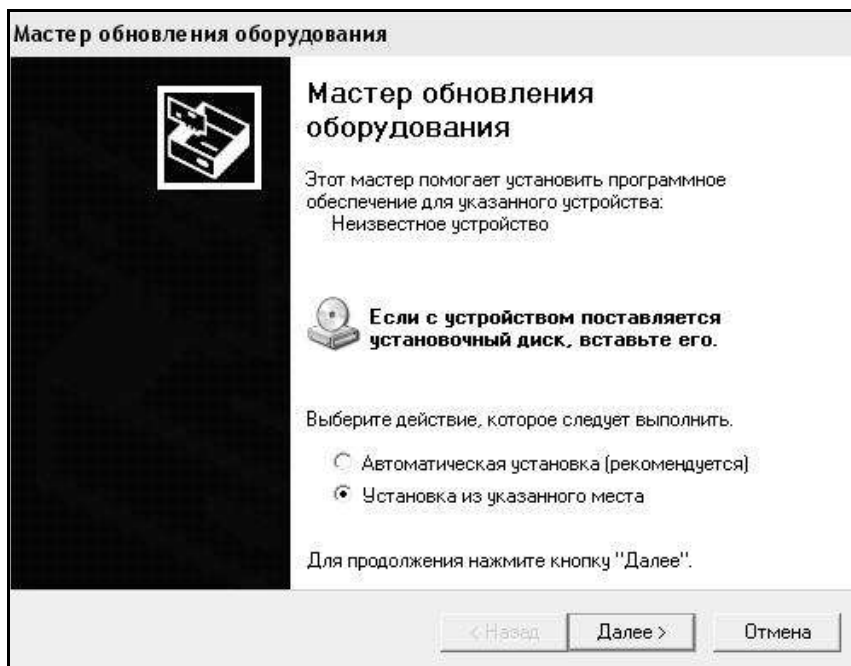 Мастер обновления оборудования
Мастер обновления
оборудования
Этот мастер помогает установить программное
обеспечение для указанного устройства:
Неизвестное устройство
Если с устройством поставляется
установочный диск, вставьте его.
Выберите действие, которое следует выполнить.
Автоматическая установка (рекомендуется)
Установка из указанного места
Для продолжения нажмите кнопку "Далее".
< Назад Далее > Отмена